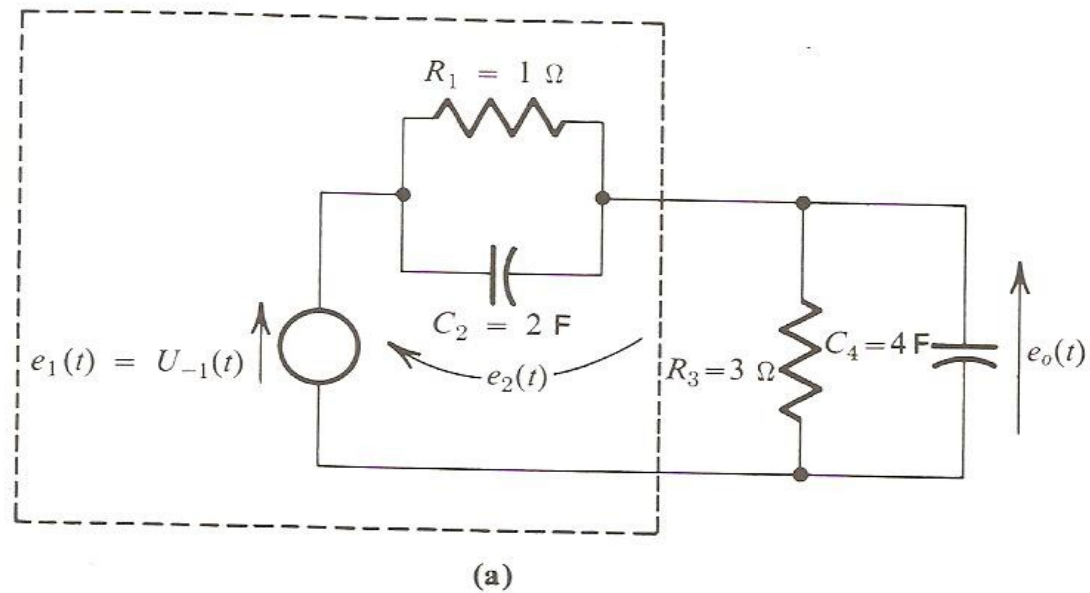 R₁ = 1 Ω
C₂ = 2 F
e₁(t) = U₋₁(t)
e₂(t)
R₃=3 Ω
C₄=4 F
eₒ(t)
(a)